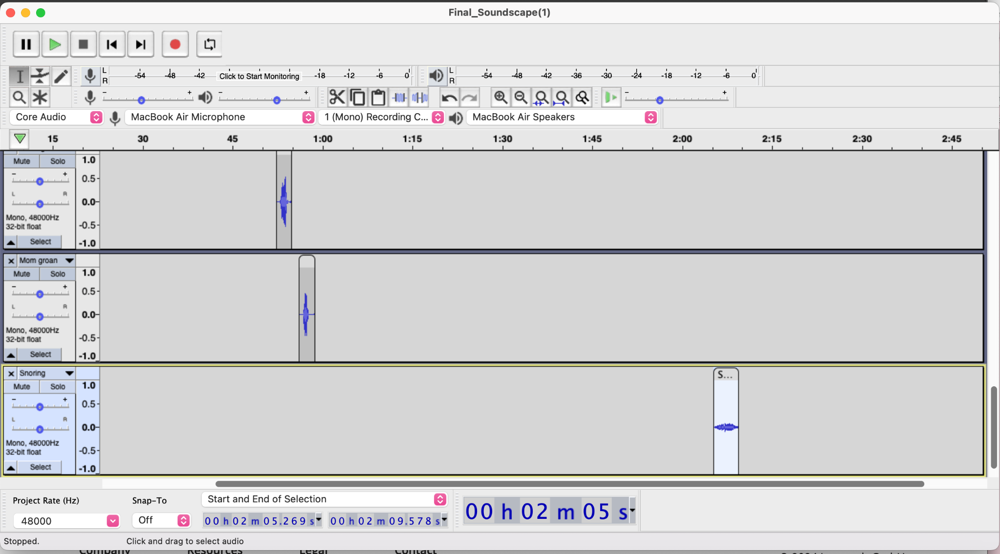 Final_Soundscape(1)
L
R
-54 -48 -42 Click to Start Monitoring -18 -12 -6 0
L
R
-54 -48 -42 -36 -30 -24 -18 -12 -6 0
- + - + - +
Core Audio MacBook Air Microphone 1 (Mono) Recording C... MacBook Air Speakers
15 30 45 1:00 1:15 1:30 1:45 2:00 2:15 2:30 2:45
Mute Solo 1.0
- + 0.5
L R
0.0
Mono, 48000Hz
32-bit float -0.5
Select -1.0
Mom groan
Mute Solo 1.0
- + 0.5
L R
0.0
Mono, 48000Hz
32-bit float -0.5
Select -1.0
Snoring S...
Mute Solo 1.0
- + 0.5
L R
0.0
Mono, 48000Hz
32-bit float -0.5
Select -1.0
Project Rate (Hz) Snap-To Start and End of Selection
48000 Off 00 h 02 m 05.269 s 00 h 02 m 09.578 s 00 h 02 m 05 s
Stopped. Click and drag to select audio
Company Resources Legal Contact